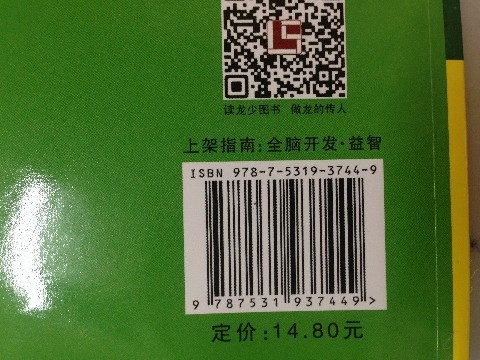 读龙少图书 做龙的传人
上架指南:全脑开发·益智
ISBN 978-7-5319-3744-9
9 787531 937449 >
定价:14.80元